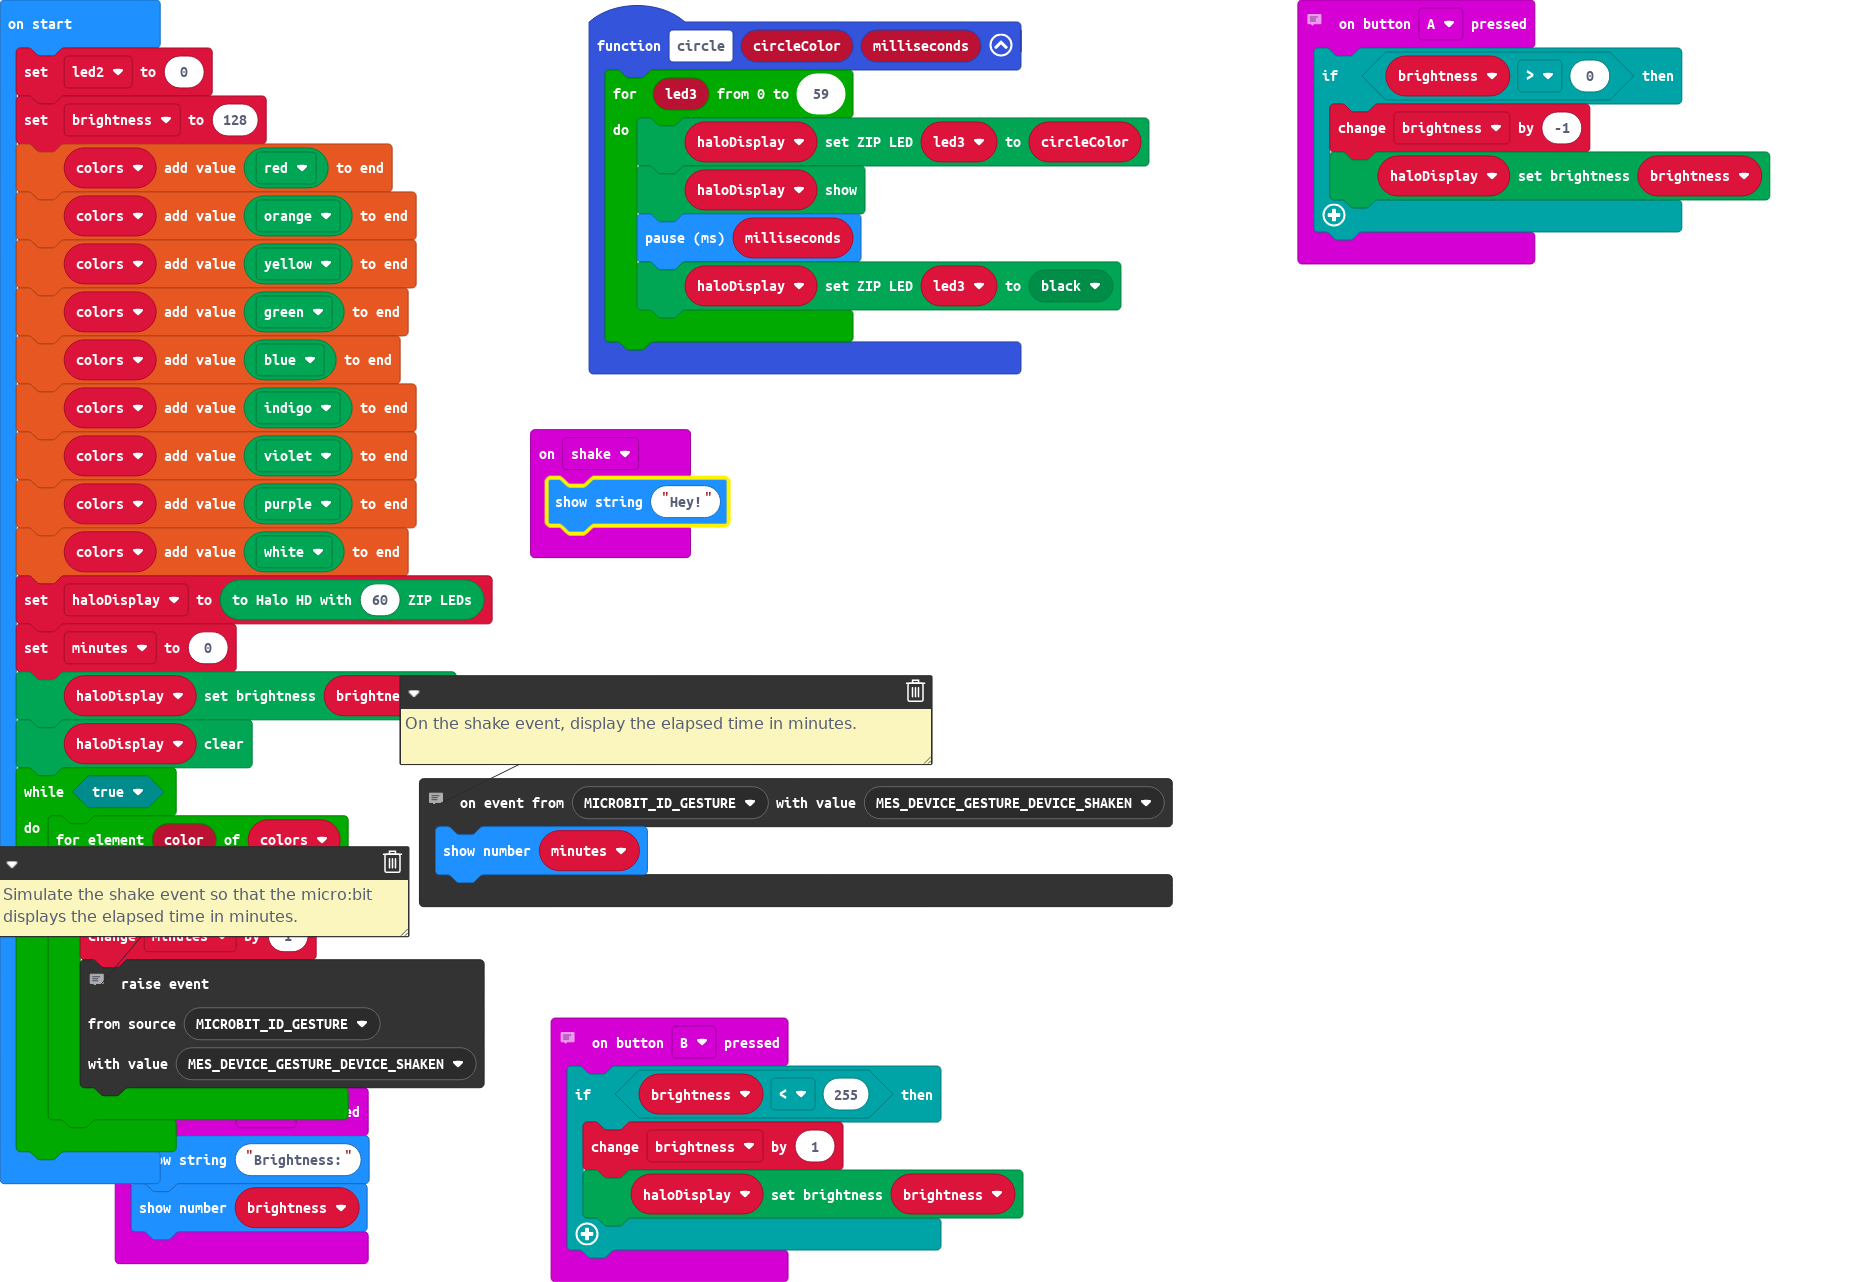 on start
set led2 to 0
set brightness to 128
colors add value red to end
colors add value orange to end
colors add value yellow to end
colors add value green to end
colors add value blue to end
colors add value indigo to end
colors add value violet to end
colors add value purple to end
colors add value white to end
set haloDisplay to to Halo HD with 60 ZIP LEDs
set minutes to 0
haloDisplay set brightness brightne
haloDisplay clear
while true
do for element color of colors
Simulate the shake event so that the micro:bit
displays the elapsed time in minutes.
change minutes by 1
raise event
from source MICROBIT_ID_GESTURE
with value MES_DEVICE_GESTURE_DEVICE_SHAKEN
ed
ow string "Brightness:"
show number brightness
function circle circleColor milliseconds
for led3 from 0 to 59
do haloDisplay set ZIP LED led3 to circleColor
haloDisplay show
pause (ms) milliseconds
haloDisplay set ZIP LED led3 to black
on shake
show string "Hey!"
On the shake event, display the elapsed time in minutes.
on event from MICROBIT_ID_GESTURE with value MES_DEVICE_GESTURE_DEVICE_SHAKEN
show number minutes
on button B pressed
if brightness < 255 then
change brightness by 1
haloDisplay set brightness brightness
on button A pressed
if brightness > 0 then
change brightness by -1
haloDisplay set brightness brightness